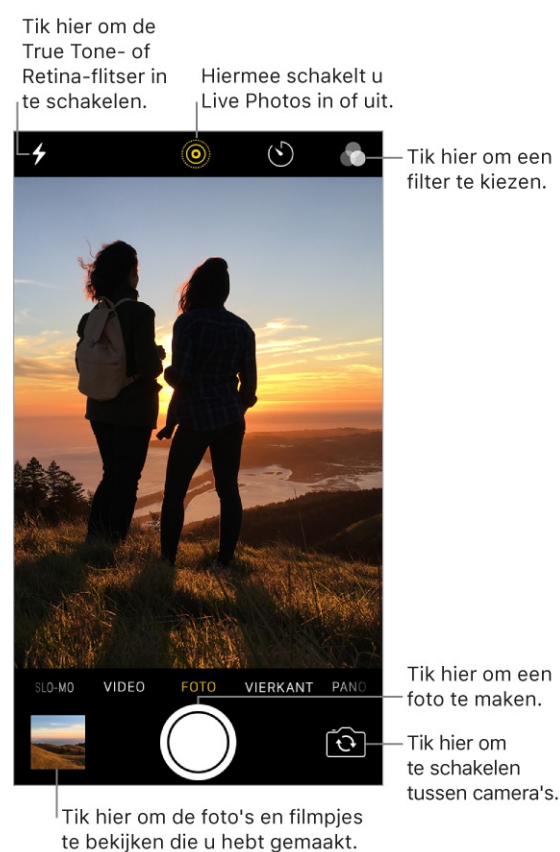 Tik hier om de
True Tone- of
Retina-flitser in
te schakelen.
Hiermee schakelt u
Live Photos in of uit.
Tik hier om een
filter te kiezen.
SLO-MO VIDEO FOTO VIERKANT PANO
Tik hier om een
foto te maken.
Tik hier om
te schakelen
tussen camera's.
Tik hier om de foto's en filmpjes
te bekijken die u hebt gemaakt.